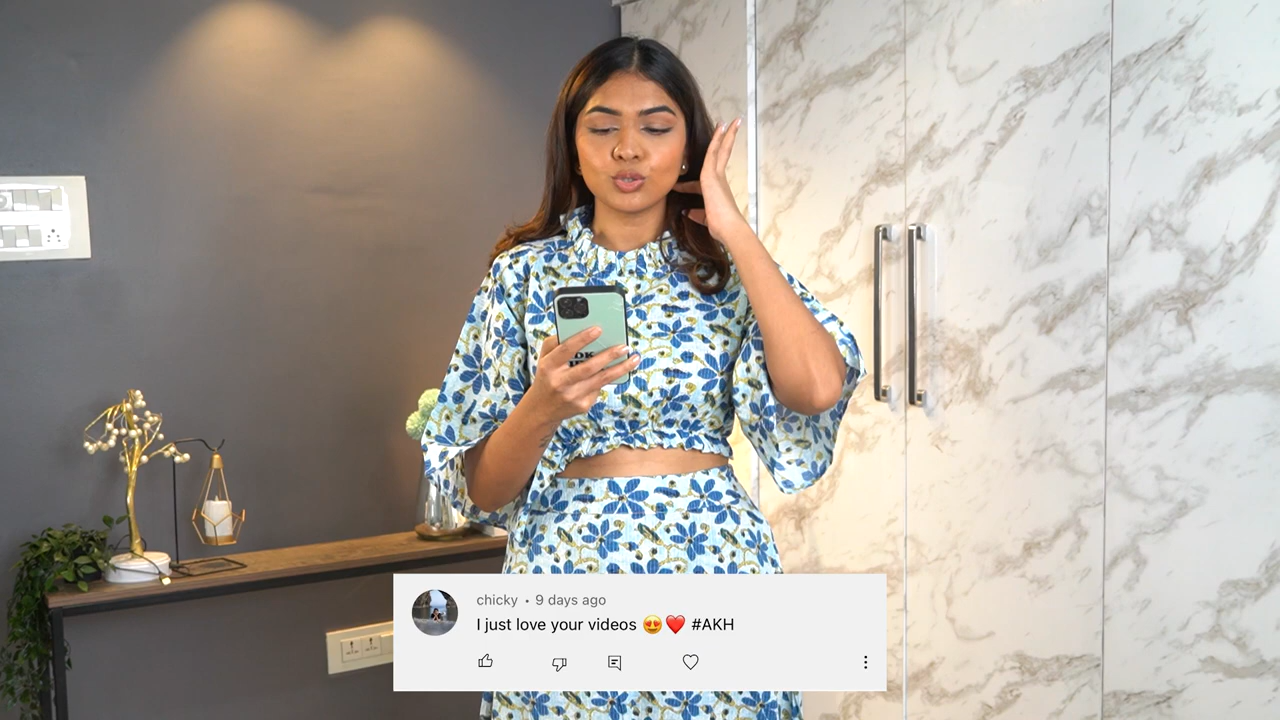 chicky • 9 days ago
I just love your videos 😍❤️ #AKH